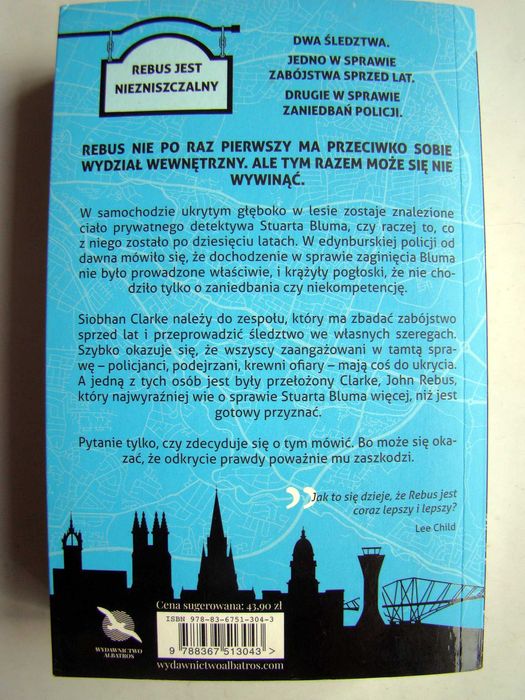 REBUS JEST
NIEZNISZCZALNY
DWA ŚLEDZTWA.
JEDNO W SPRAWIE
ZABÓJSTWA SPRZED LAT.
DRUGIE W SPRAWIE
ZANIEDBAŃ POLICJI.
REBUS NIE PO RAZ PIERWSZY MA PRZECIWKO SOBIE
WYDZIAŁ WEWNĘTRZNY. ALE TYM RAZEM MOŻE SIĘ NIE
WYWINĄĆ.
W samochodzie ukrytym głęboko w lesie zostaje znalezione
ciało prywatnego detektywa Stuarta Bluma, czy raczej to, co
z niego zostało po dziesięciu latach. W edynburskiej policji od
dawna mówiło się, że dochodzenie w sprawie zaginięcia Bluma
nie było prowadzone właściwie, i krążyły pogłoski, że nie cho-
dziło tylko o zaniedbania czy niekompetencję.
Siobhan Clarke należy do zespołu, który ma zbadać zabójstwo
sprzed lat i przeprowadzić śledztwo we własnych szeregach.
Szybko okazuje się, że wszyscy zaangażowani w tamtą spra-
wę – policjanci, podejrzani, krewni ofiary – mają coś do ukrycia.
A jedną z tych osób jest były przełożony Clarke, John Rebus,
który najwyraźniej wie o sprawie Stuarta Bluma więcej, niż jest
gotowy przyznać.
Pytanie tylko, czy zdecyduje się o tym mówić. Bo może się oka-
zać, że odkrycie prawdy poważnie mu zaszkodzi.
Jak to się dzieje, że Rebus jest
coraz lepszy i lepszy?
Lee Child
Cena sugerowana: 43,90 zł
ISBN 978-83-6751-304-3
9 788367 513043 >
WYDAWNICTWO
ALBATROS
wydawnictwoalbatros.com